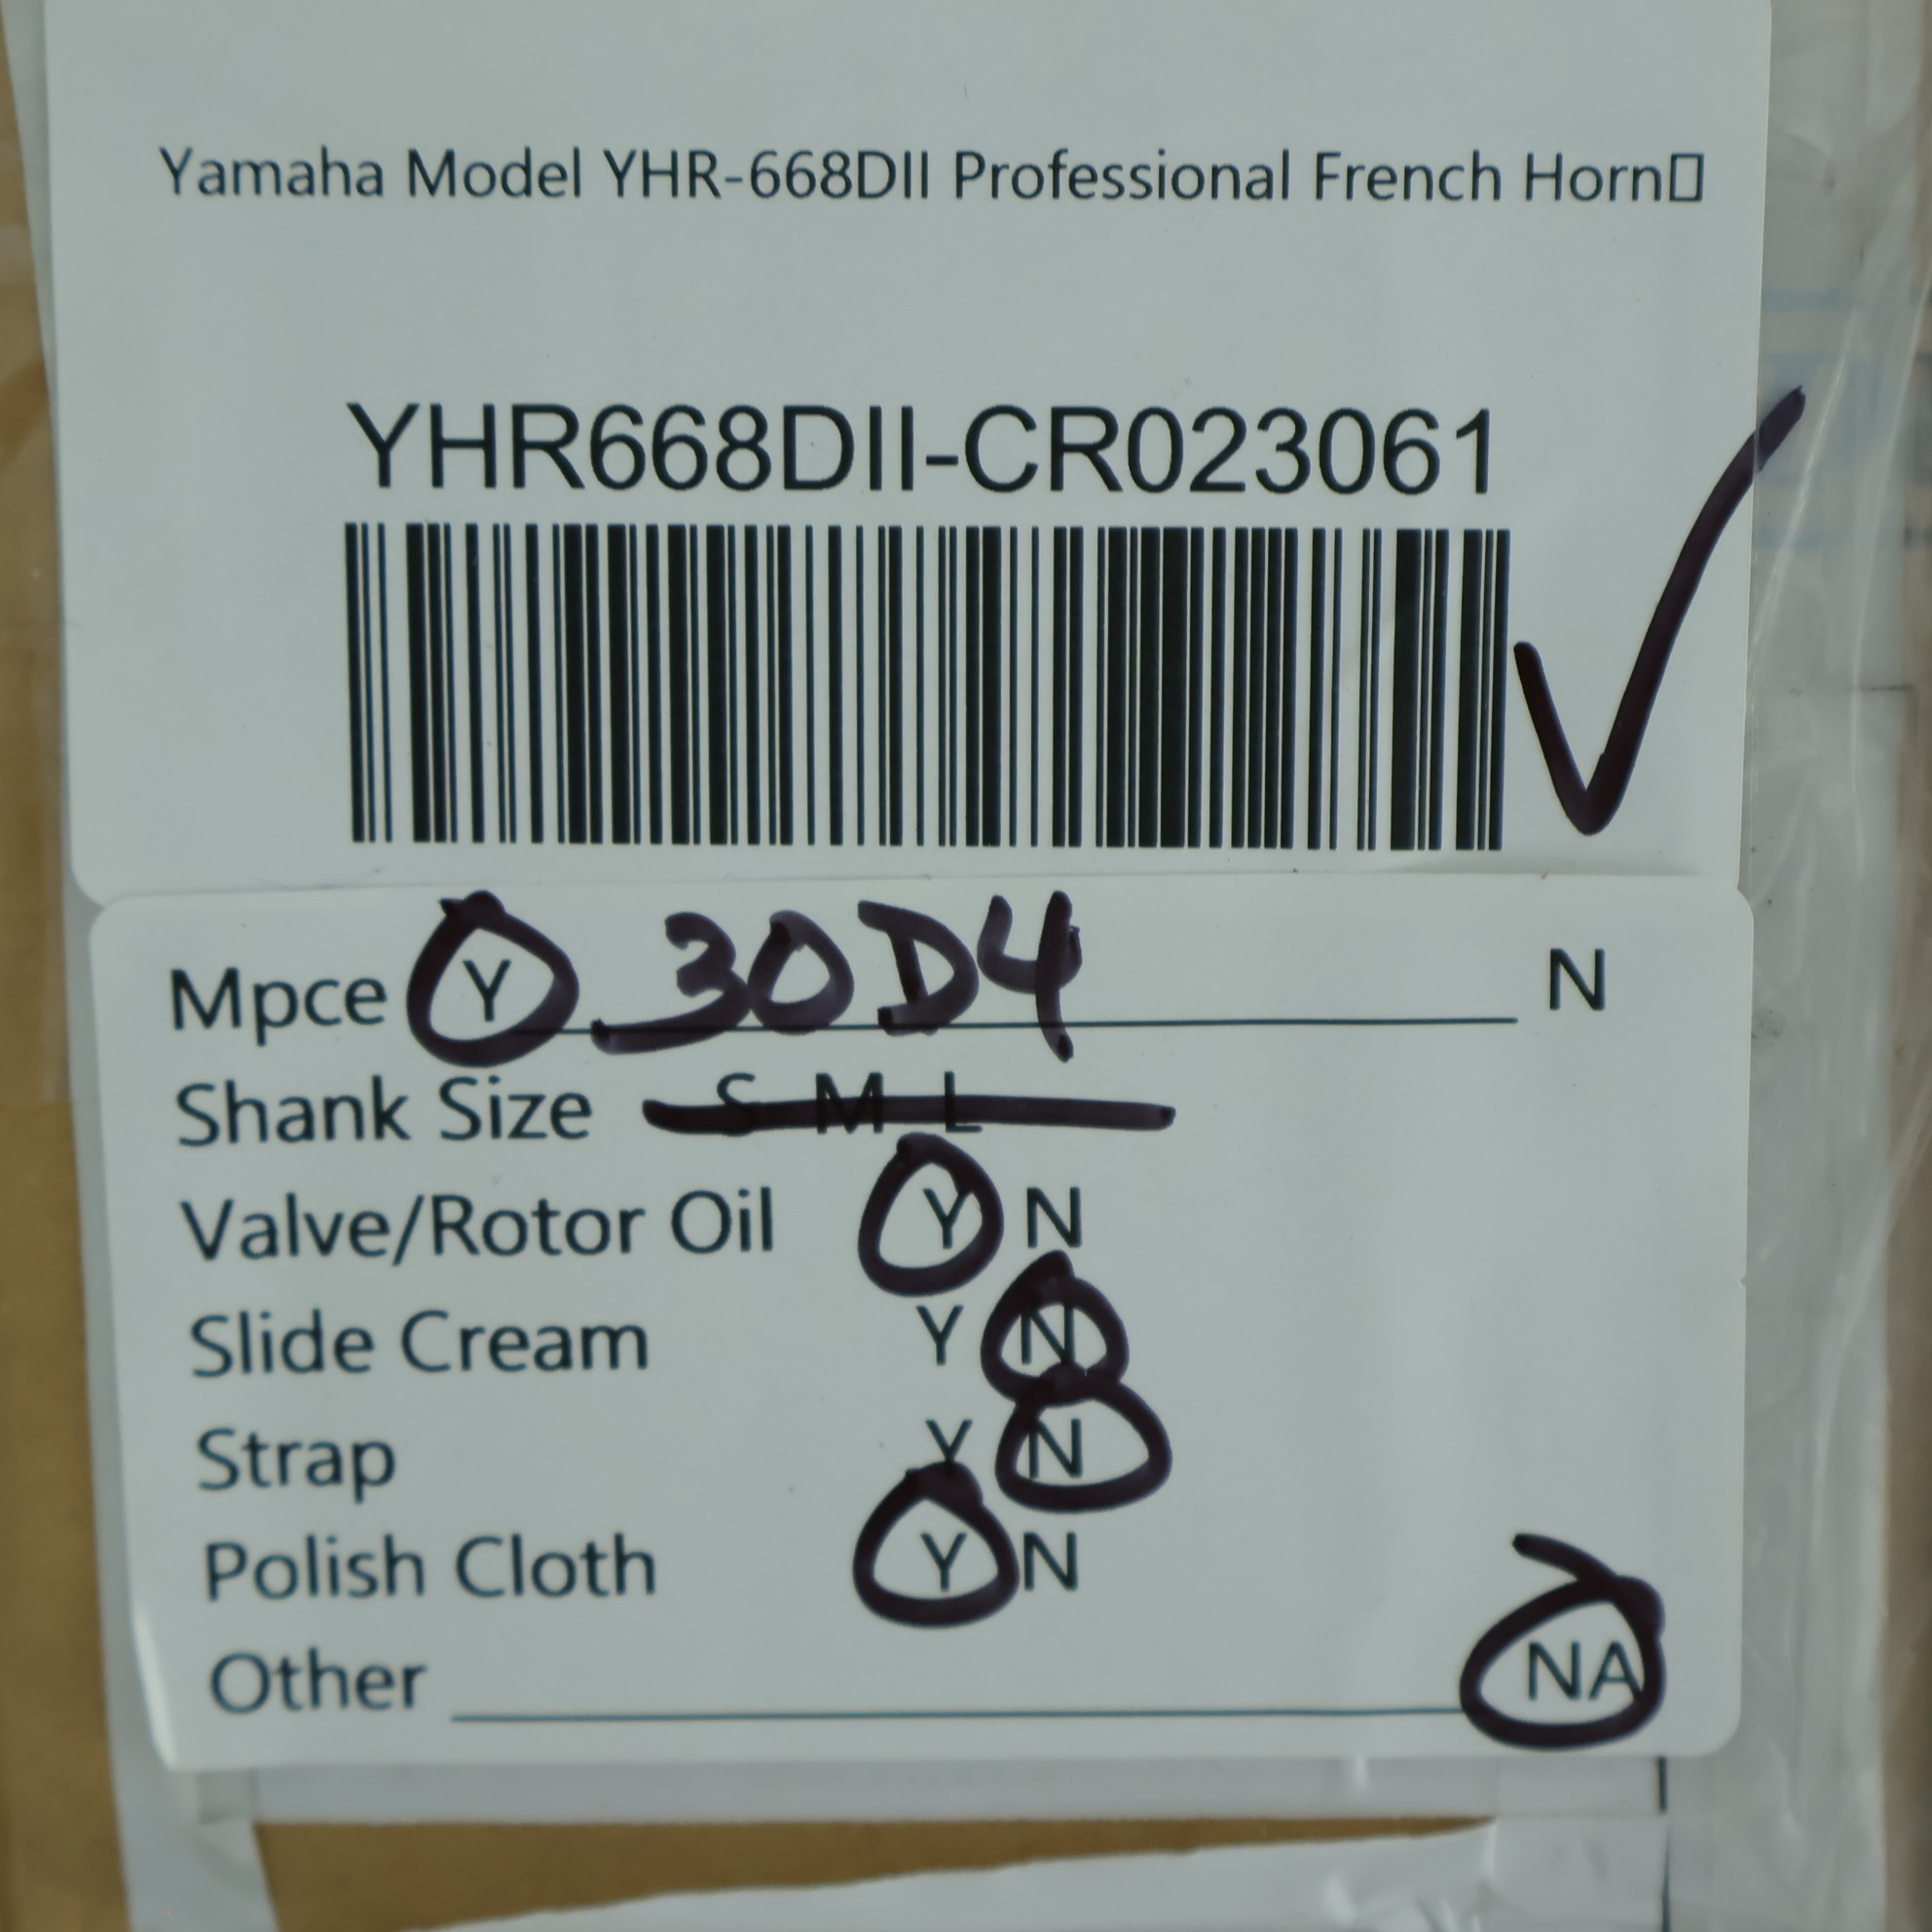 Yamaha Model YHR-668DII Professional French Horn▯
YHR668DII-CR023061
Mpce Y 30D4 N
Shank Size S M L
Valve/Rotor Oil Y N
Slide Cream Y N
Strap Y N
Polish Cloth Y N
Other NA